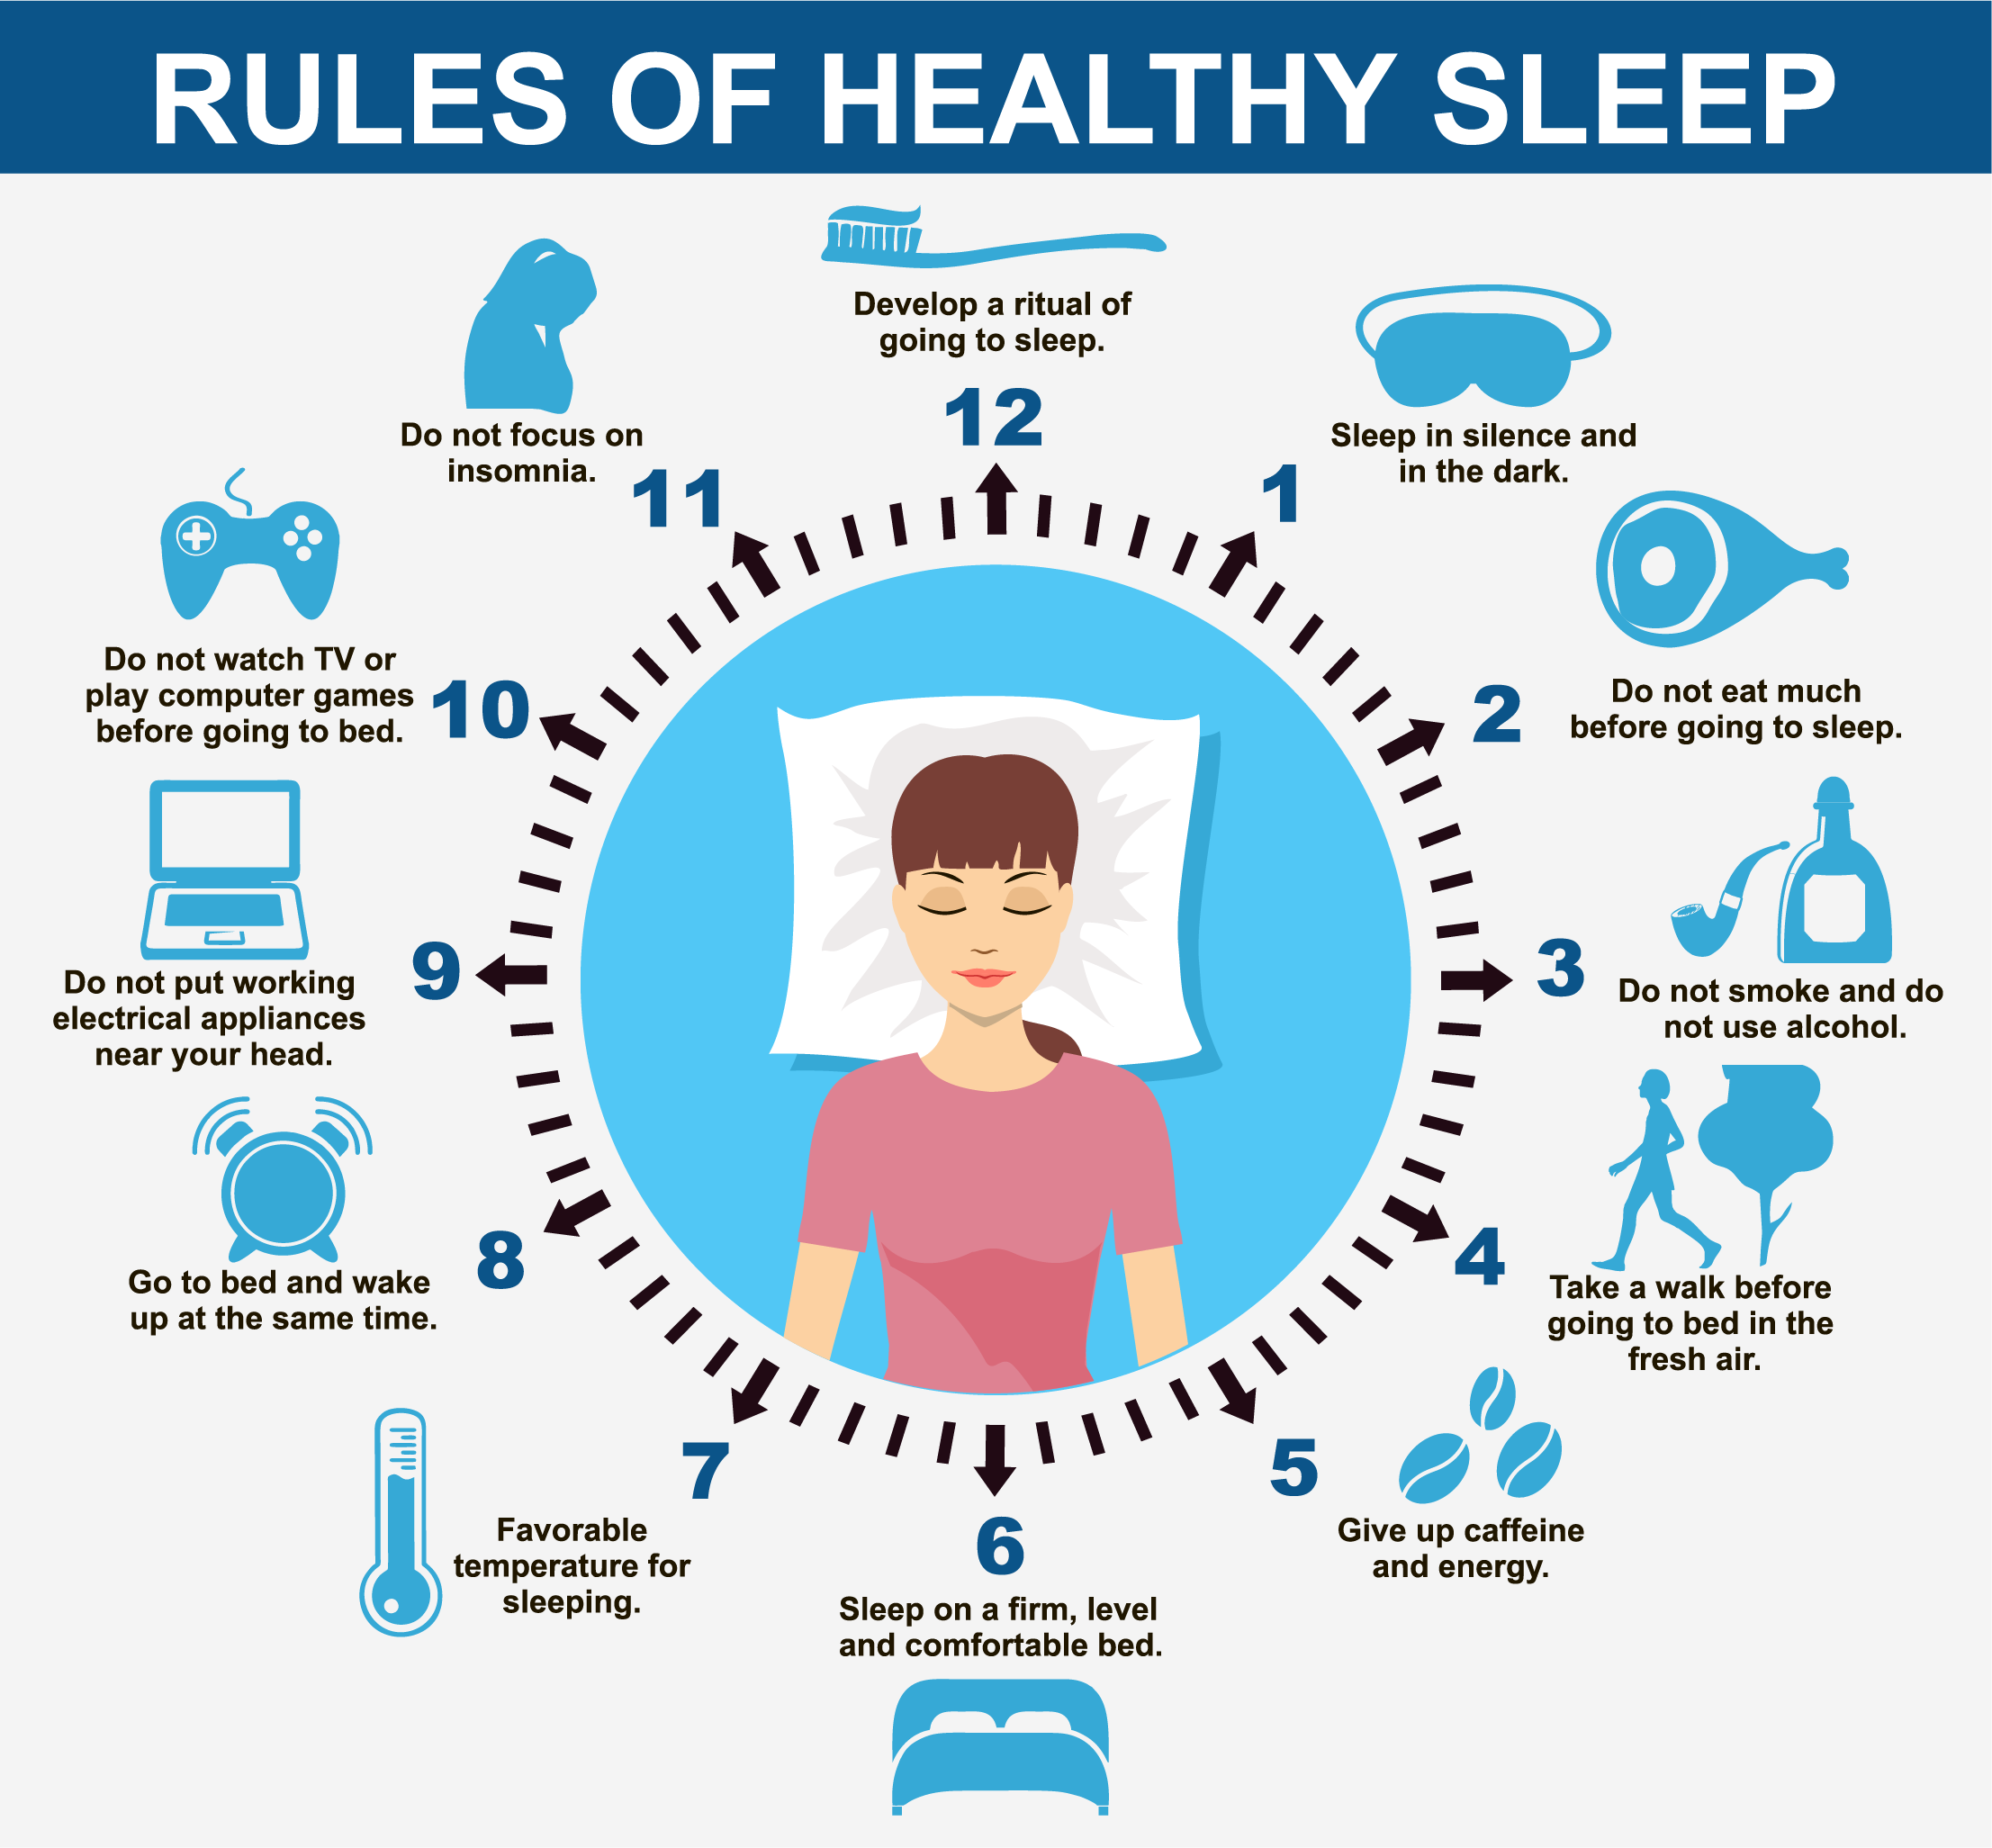 RULES OF HEALTHY SLEEP
Develop a ritual of
going to sleep.
12
1
Sleep in silence and
in the dark.
2
Do not eat much
before going to sleep.
3
Do not smoke and do
not use alcohol.
4
Take a walk before
going to bed in the
fresh air.
5
Give up caffeine
and energy.
6
Sleep on a firm, level
and comfortable bed.
7
Favorable
temperature for
sleeping.
8
Go to bed and wake
up at the same time.
9
Do not put working
electrical appliances
near your head.
10
Do not watch TV or
play computer games
before going to bed.
11
Do not focus on
insomnia.